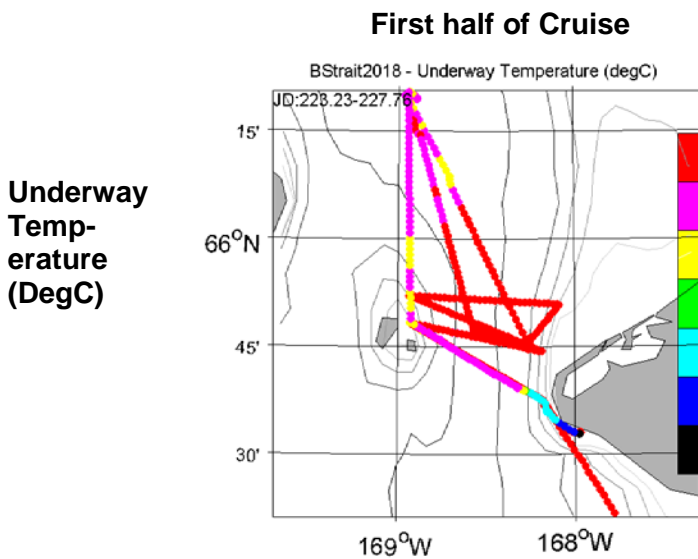 First half of Cruise
BStrait2018 - Underway Temperature (degC)
JD:223.23-227.76
15'
Underway
Temp-
erature
(DegC)
66°N
45'
30'
169°W
168°W